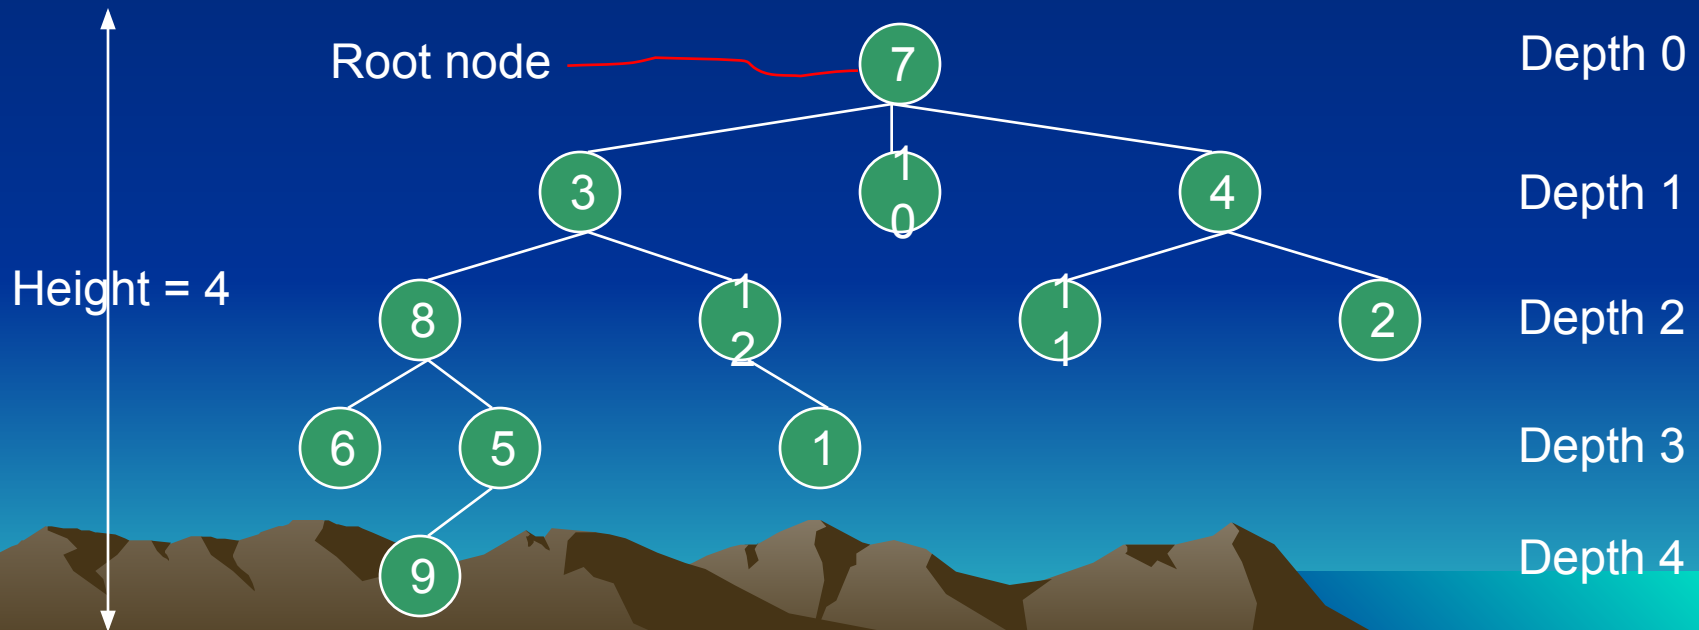 Root node
7
Depth 0
3
10
4
Depth 1
Height = 4
8
12
11
2
Depth 2
6
5
1
Depth 3
9
Depth 4